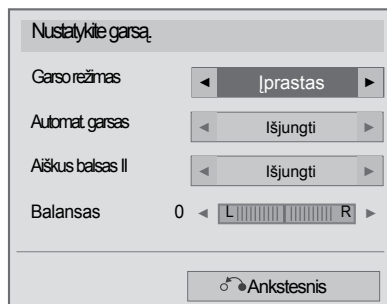 Nustatykite garsą.
Garso režimas ◄ Įprastas ►
Automat. garsas ◄ Išjungti ►
Aiškus balsas II ◄ Išjungti ►
Balansas 0 ◄ L R ►
Ankstesnis